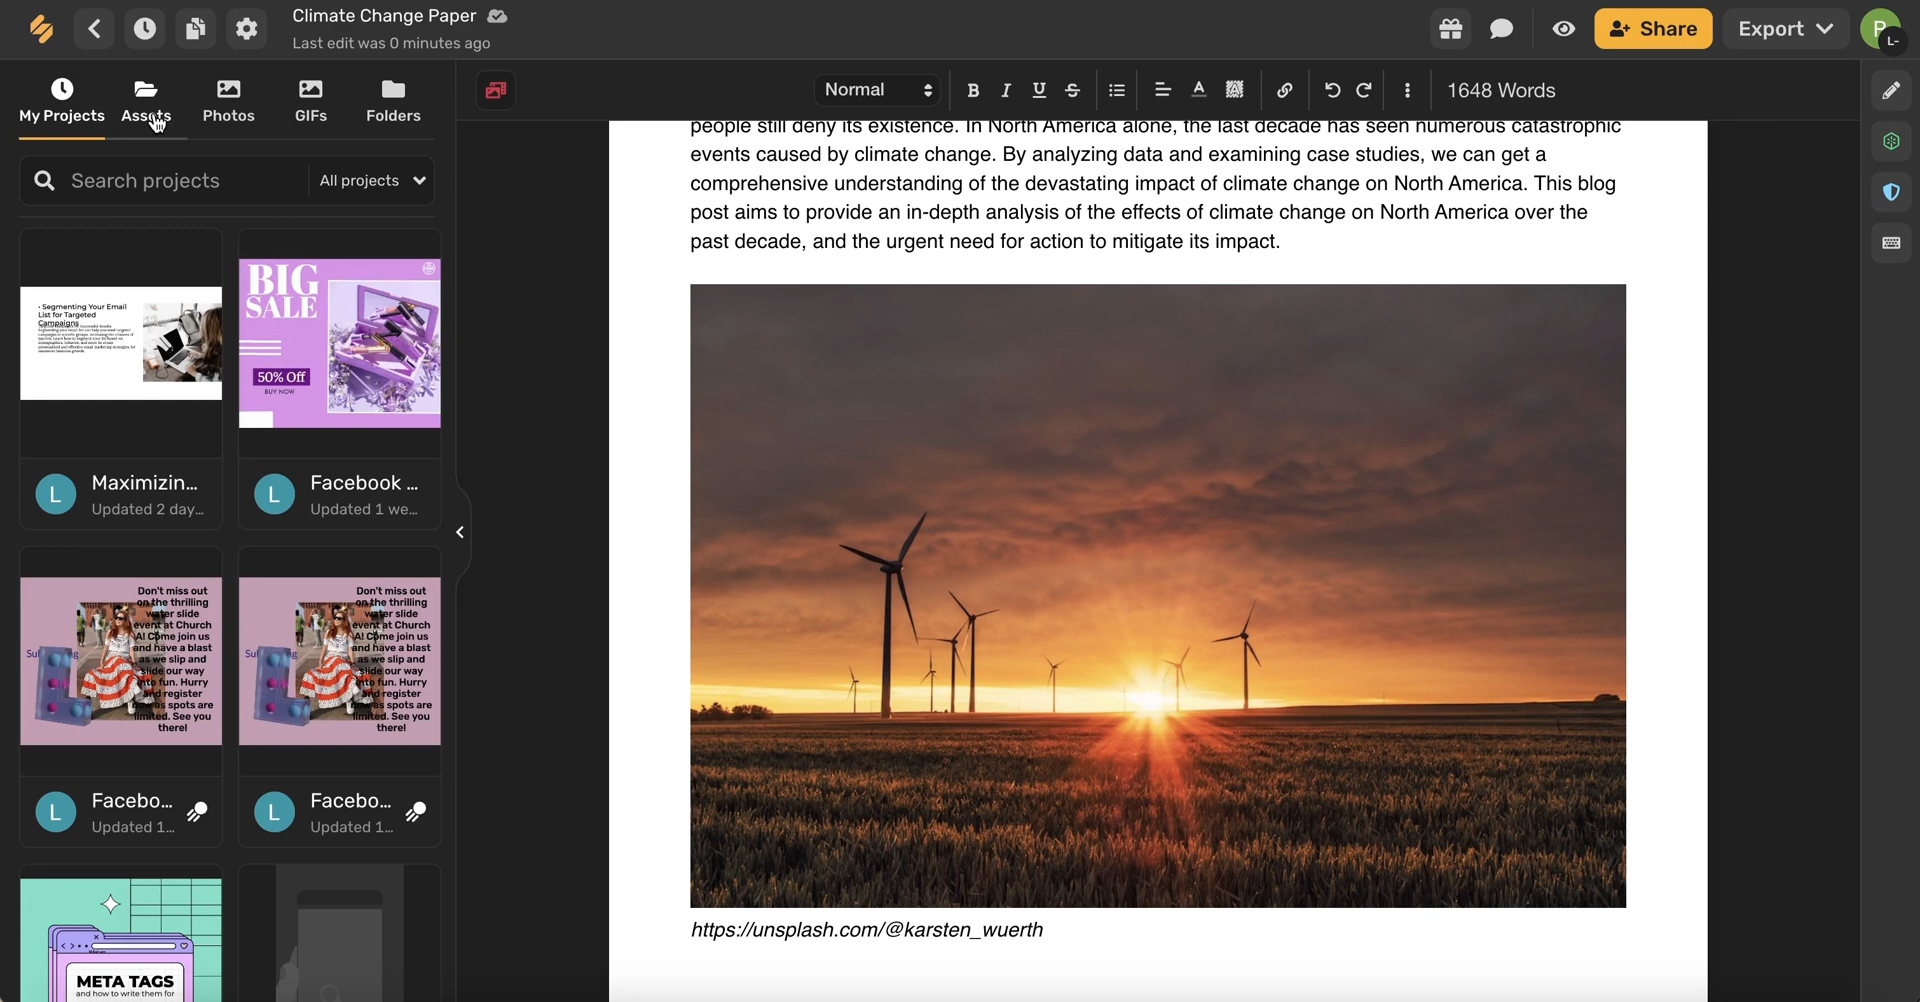 Climate Change Paper
Last edit was 0 minutes ago
Share
Export
L-
My Projects
Assets
Photos
GIFs
Folders
Normal
B
I
U
S
A
1648 Words
Search projects
All projects
people still deny its existence. In North America alone, the last decade has seen numerous catastrophic
events caused by climate change. By analyzing data and examining case studies, we can get a
comprehensive understanding of the devastating impact of climate change on North America. This blog
post aims to provide an in-depth analysis of the effects of climate change on North America over the
past decade, and the urgent need for action to mitigate its impact.
https://unsplash.com/@karsten_wuerth
• Segmenting Your Email
List for Targeted
Campaigns
L
Maximizin...
Updated 2 day...
BIG
SALE
50% Off
BUY NOW
L
Facebook ...
Updated 1 we...
Don't miss out
on the thrilling
water slide
event at Church
A! Come join us
and have a blast
as we slip and
slide our way
into fun. Hurry
and register
now as spots are
limited. See you
there!
L
Facebo...
Updated 1...
Don't miss out
on the thrilling
water slide
event at Church
A! Come join us
and have a blast
as we slip and
slide our way
into fun. Hurry
and register
now as spots are
limited. See you
there!
L
Facebo...
Updated 1...
META TAGS
and how to write them for